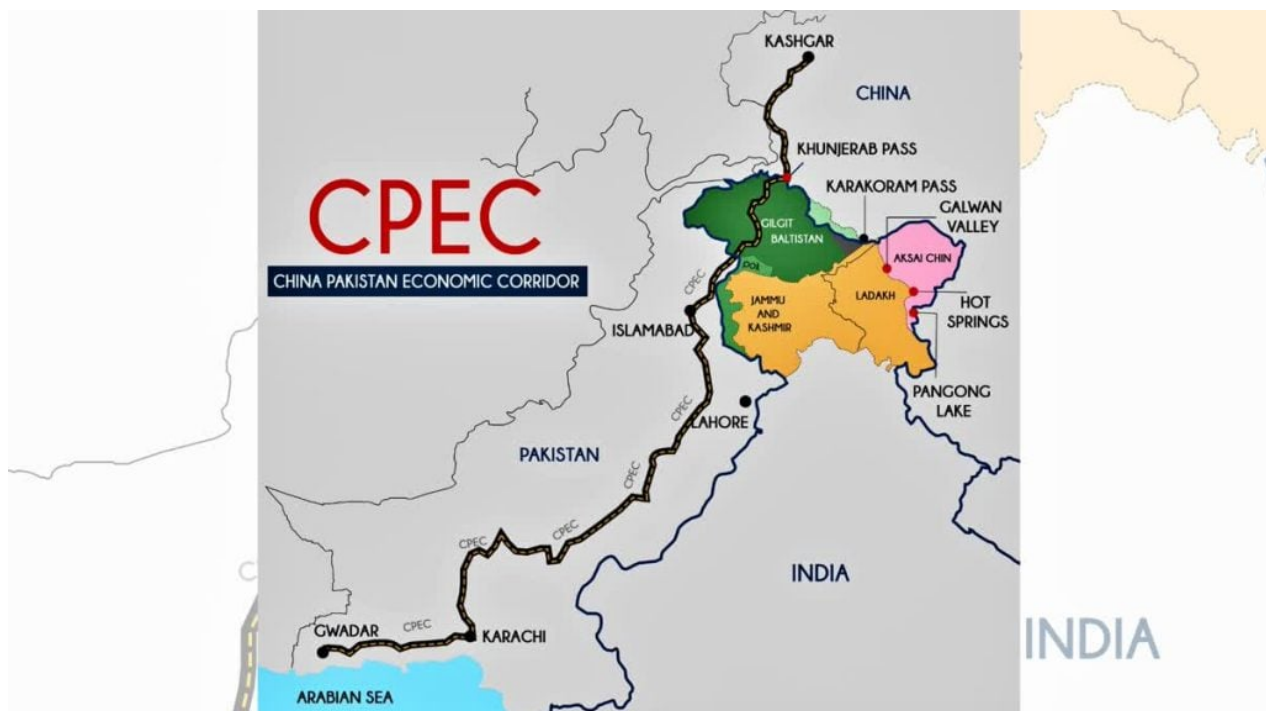 KASHGAR
CHINA
KHUNJERAB PASS
KARAKORAM PASS
GALWAN
VALLEY
CPEC
CHINA PAKISTAN ECONOMIC CORRIDOR
GILGIT
BALTISTAN
AKSAI CHIN
POK
CPEC
LADAKH
JAMMU
AND
KASHMIR
HOT
SPRINGS
ISLAMABAD
PANGONG
LAKE
CPEC
LAHORE
PAKISTAN
CPEC
CPEC
CPEC
INDIA
GWADAR
CPEC
KARACHI
INDIA
ARABIAN SEA